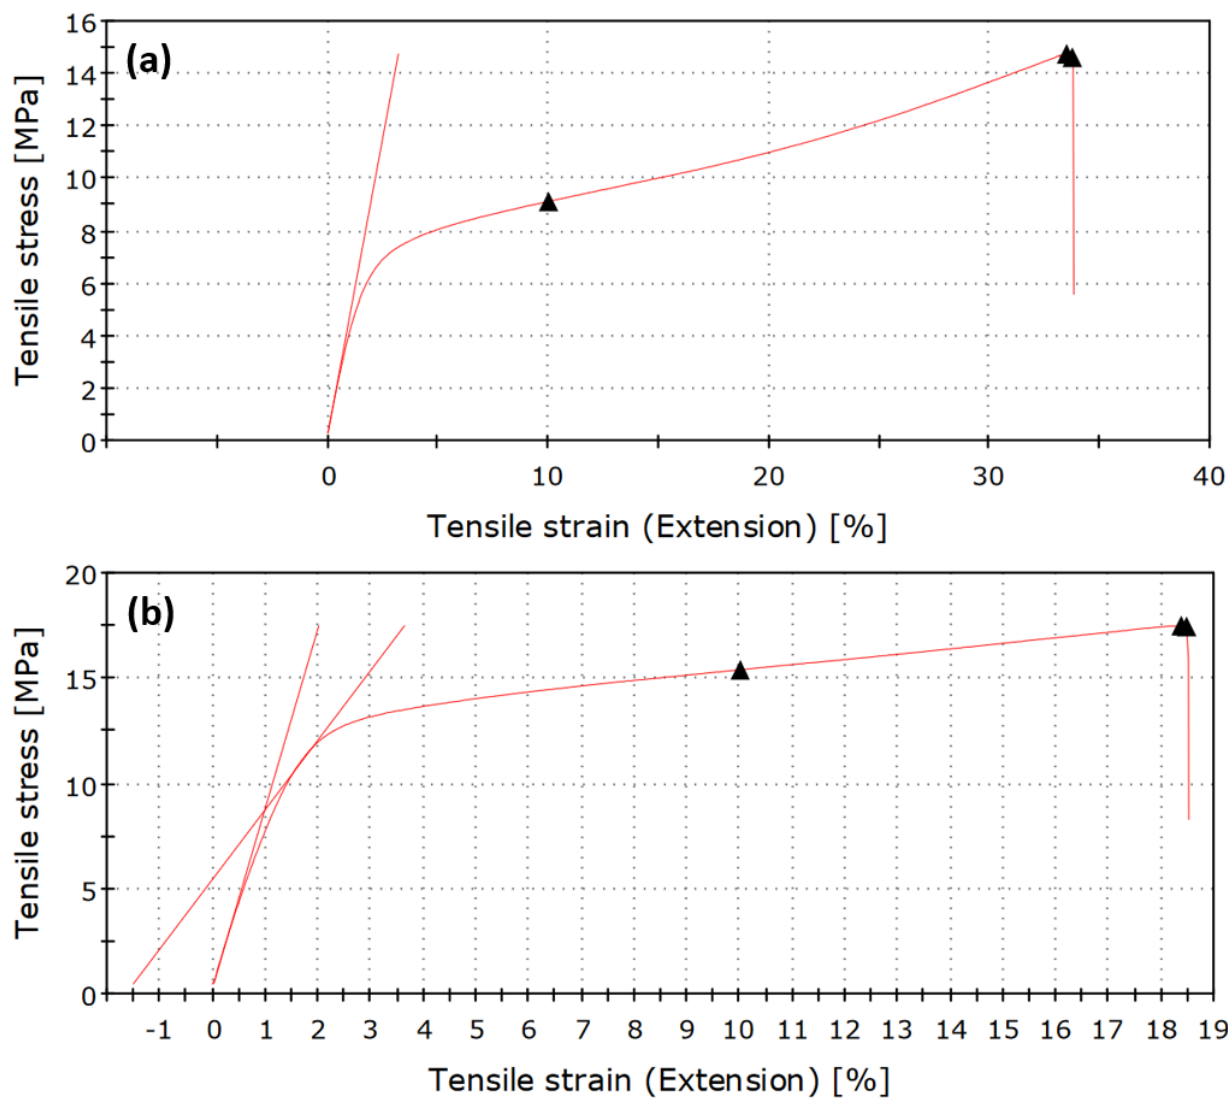 (a)
Tensile stress [MPa]
16
14
12
10
8
6
4
2
0
0 10 20 30 40
Tensile strain (Extension) [%]
(b)
Tensile stress [MPa]
20
15
10
5
0
-1 0 1 2 3 4 5 6 7 8 9 10 11 12 13 14 15 16 17 18 19
Tensile strain (Extension) [%]